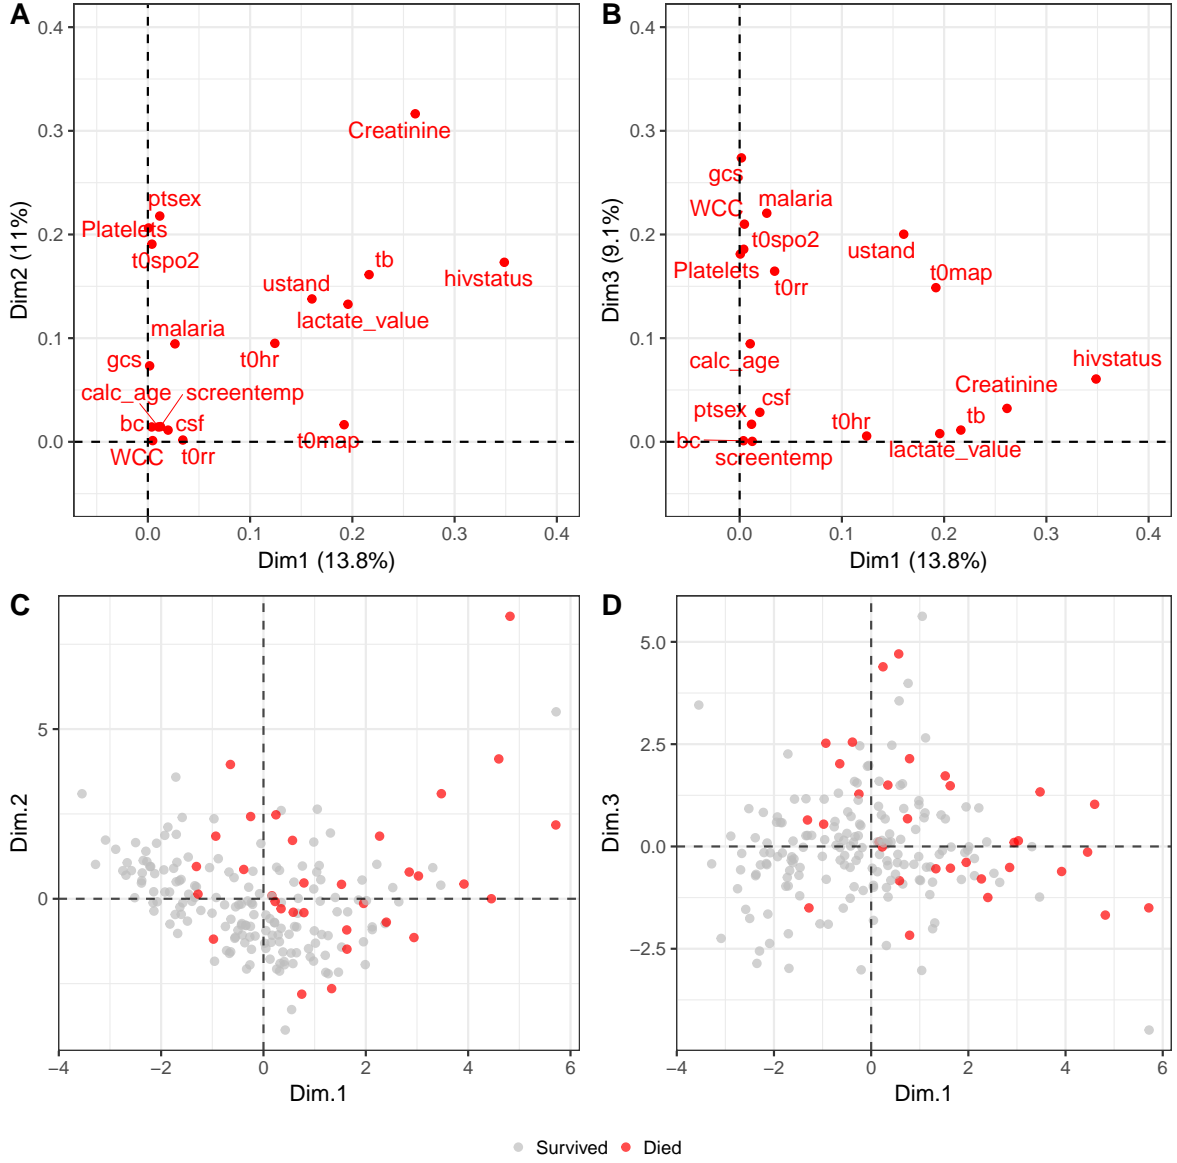 A
0.4
0.3
0.2
0.1
0.0
Dim2 (11%)
Creatinine
ptsex
Platelets
t0spo2
tb
hivstatus
ustand
lactate_value
malaria
t0hr
gcs
calc_age
screentemp
bc
csf
t0map
WCC
t0rr
0.0
0.1
0.2
0.3
0.4
Dim1 (13.8%)
B
0.4
0.3
0.2
0.1
0.0
Dim3 (9.1%)
gcs
malaria
WCC
t0spo2
ustand
Platelets
t0rr
t0map
calc_age
hivstatus
Creatinine
csf
ptsex
tb
t0hr
bc
lactate_value
screentemp
0.0
0.1
0.2
0.3
0.4
Dim1 (13.8%)
C
5
0
Dim.2
−4
−2
0
2
4
6
Dim.1
D
5.0
2.5
0.0
−2.5
Dim.3
−4
−2
0
2
4
6
Dim.1
Survived
Died